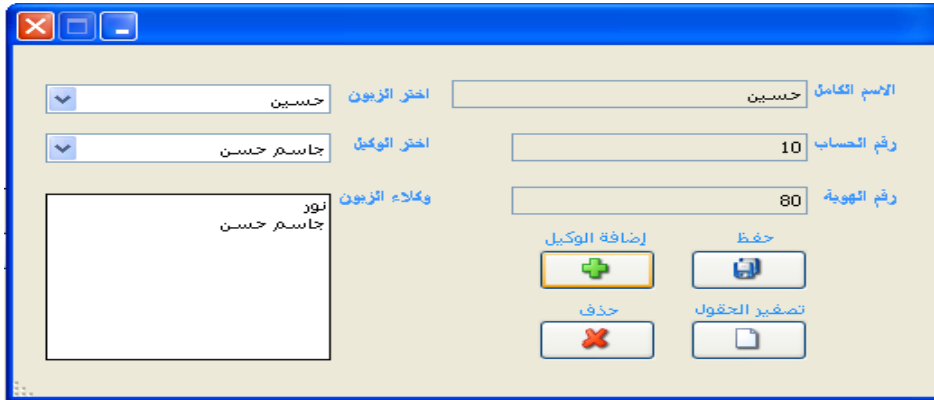 الاسم الكامل حسين اختر الزبون حسين
رقم الحساب 10 اختر الوكيل جاسم حسن
رقم الهوية 80 وكلاء الزبون
نور
جاسم حسن
حفظ إضافة الوكيل
تصغير الحقول حذف